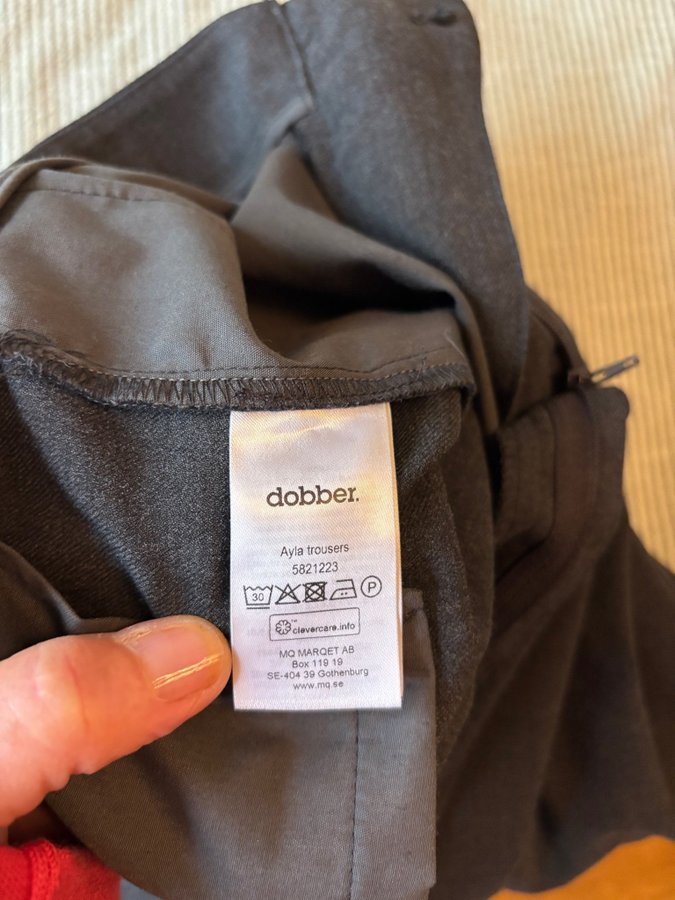 dobber.
Ayla trousers
5821223
30 P
clevercare.info
MQ MARQET AB
Box 119 19
SE-404 39 Gothenburg
www.mq.se